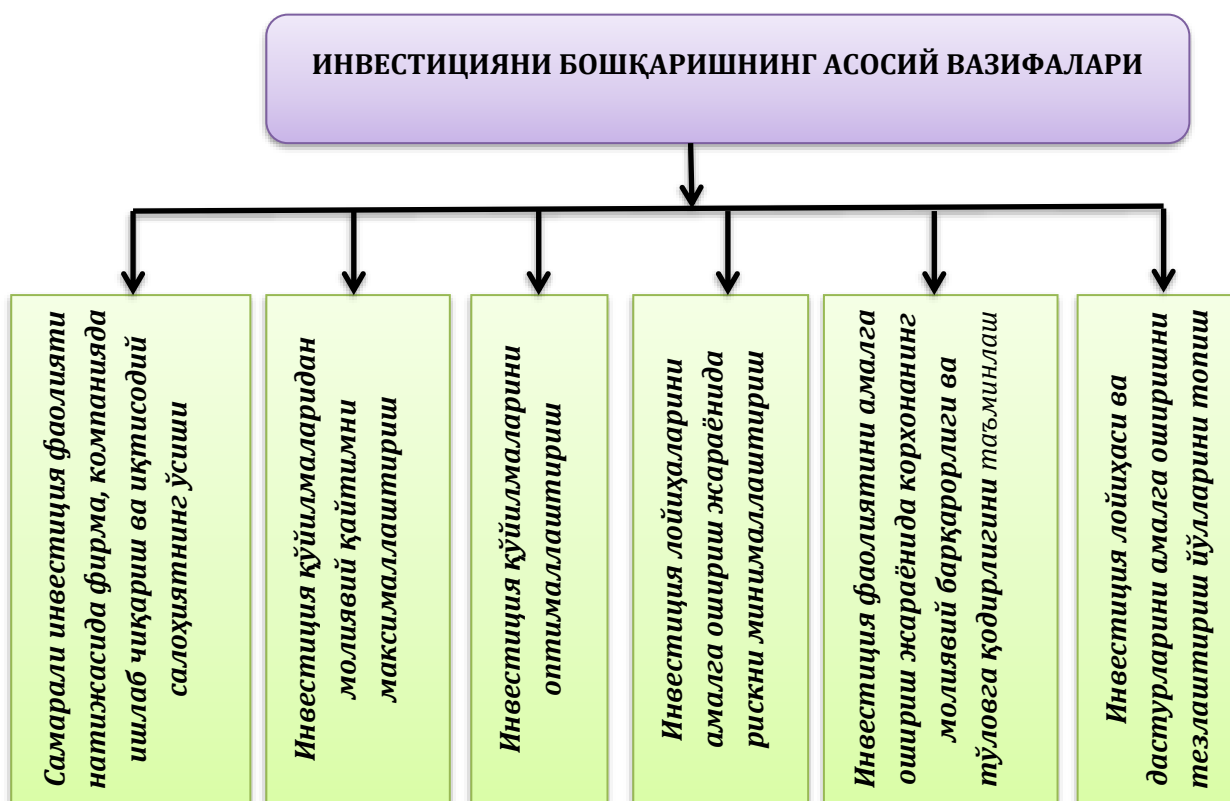 ИНВЕСТИЦИЯНИ БОШҚАРИШНИНГ АСОСИЙ ВАЗИФАЛАРИ
Самарали инвестиция фаолияти
натижасида фирма, компанияда
ишлаб чиқариш ва иқтисодий
салоҳиятнинг ўсиши
Инвестиция қўйилмаларидан
молиявий қайтимни
максималлаштириш
Инвестиция қўйилмаларини
оптималлаштириш
Инвестиция лойиҳаларини
амалга ошириш жараёнида
рискни минималлаштириш
Инвестиция фаолиятини амалга
ошириш жараёнида корхонанинг
молиявий барқарорлиги ва
тўловга қодирлигини таъминлаш
Инвестиция лойиҳаси ва
дастурларини амалга оширишни
тезлаштириш йўлларини топиш